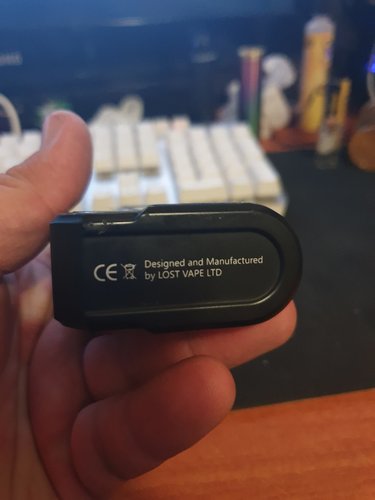 CE Designed and Manufactured
by LOST VAPE LTD